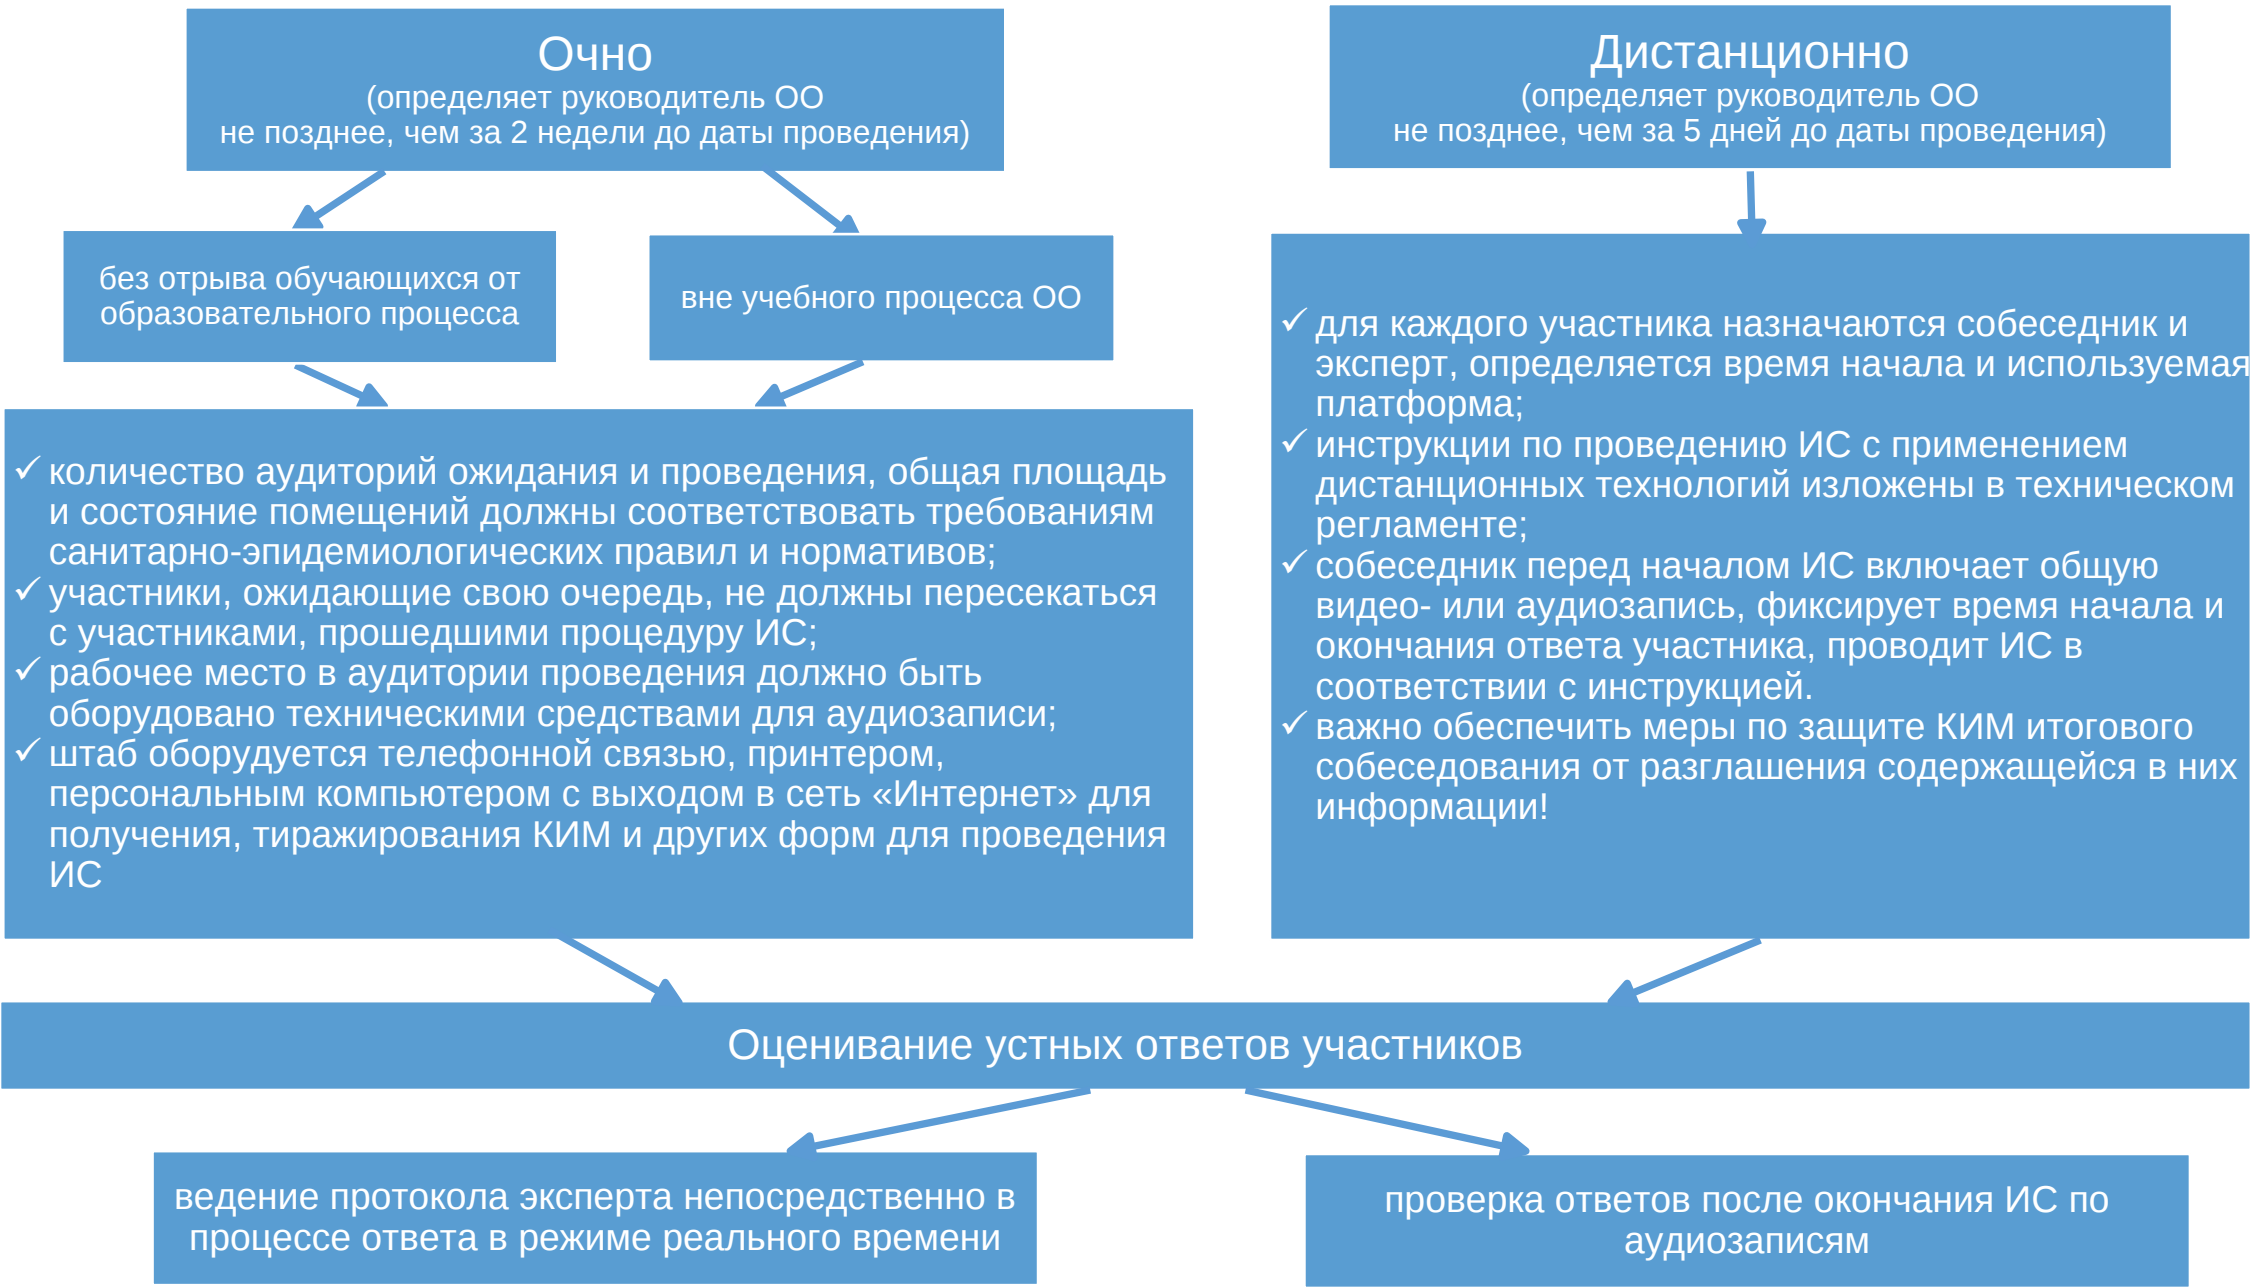 Очно
(определяет руководитель ОО
не позднее, чем за 2 недели до даты проведения)
Дистанционно
(определяет руководитель ОО
не позднее, чем за 5 дней до даты проведения)
без отрыва обучающихся от
образовательного процесса
вне учебного процесса ОО
✓ количество аудиторий ожидания и проведения, общая площадь
и состояние помещений должны соответствовать требованиям
санитарно-эпидемиологических правил и нормативов;
✓ участники, ожидающие свою очередь, не должны пересекаться
с участниками, прошедшими процедуру ИС;
✓ рабочее место в аудитории проведения должно быть
оборудовано техническими средствами для аудиозаписи;
✓ штаб оборудуется телефонной связью, принтером,
персональным компьютером с выходом в сеть «Интернет» для
получения, тиражирования КИМ и других форм для проведения
ИС
✓ для каждого участника назначаются собеседник и
эксперт, определяется время начала и используемая
платформа;
✓ инструкции по проведению ИС с применением
дистанционных технологий изложены в техническом
регламенте;
✓ собеседник перед началом ИС включает общую
видео- или аудиозапись, фиксирует время начала и
окончания ответа участника, проводит ИС в
соответствии с инструкцией.
✓ важно обеспечить меры по защите КИМ итогового
собеседования от разглашения содержащейся в них
информации!
Оценивание устных ответов участников
ведение протокола эксперта непосредственно в
процессе ответа в режиме реального времени
проверка ответов после окончания ИС по
аудиозаписям